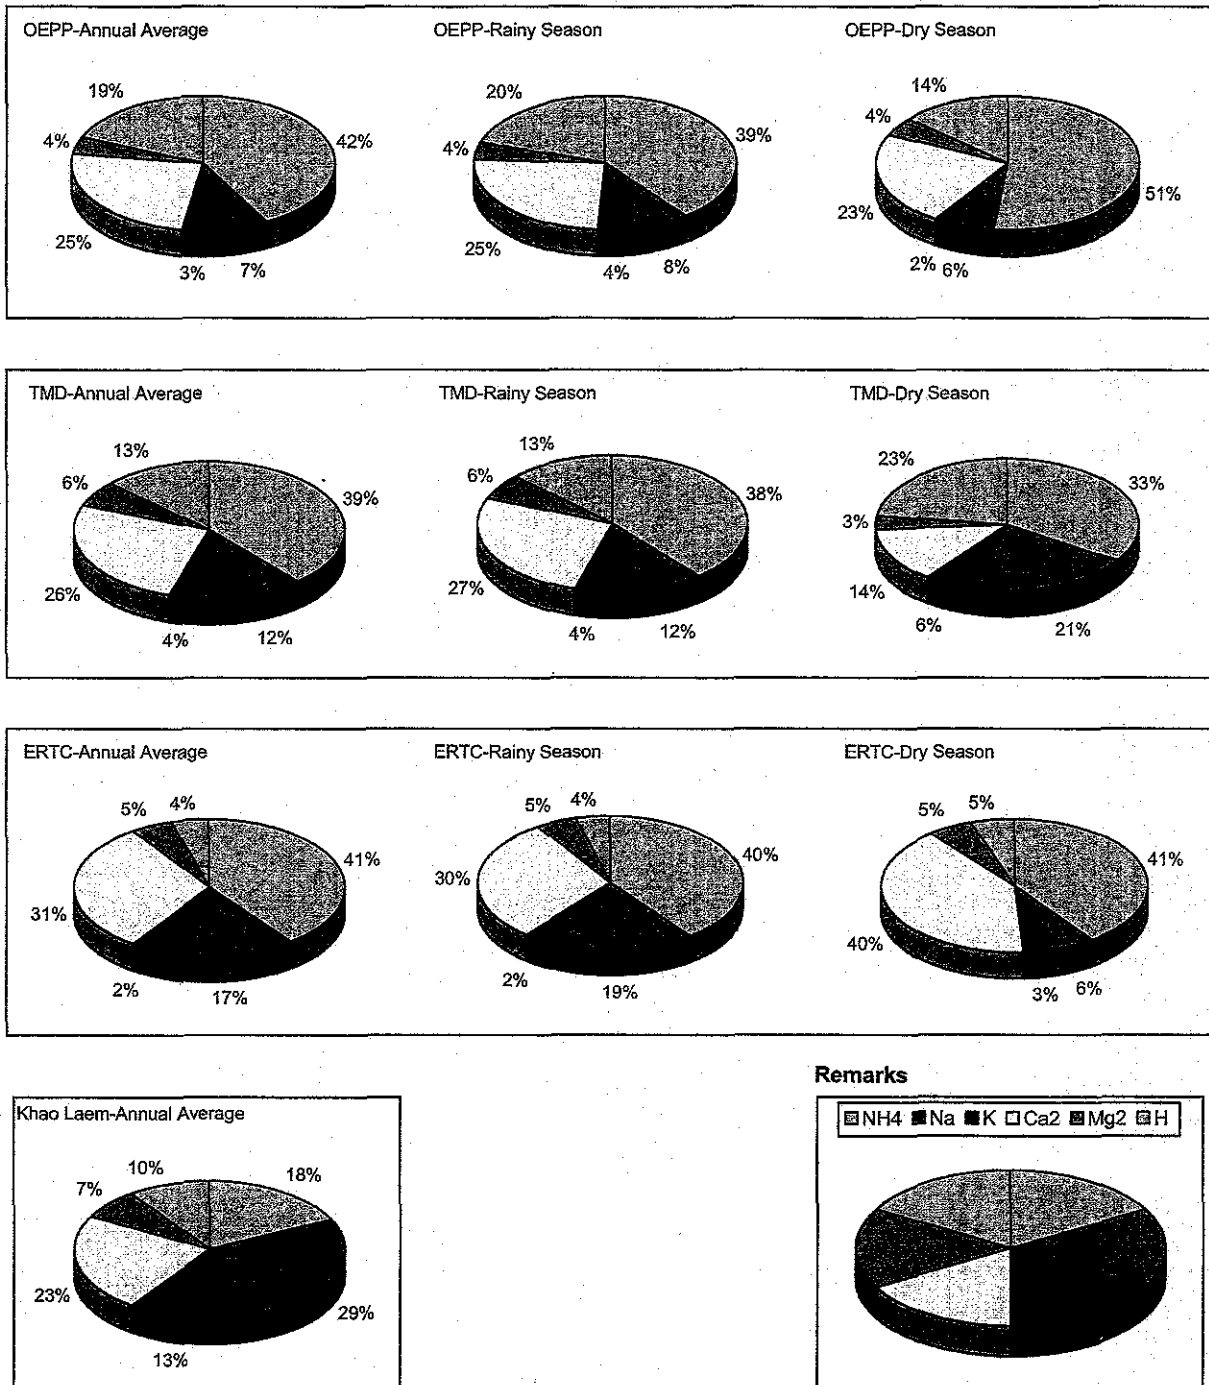 OEPP-Annual Average OEPP-Rainy Season OEPP-Dry Season
19% 20% 14%
4% 42% 4% 39% 4% 51%
25% 25% 23%
3% 7% 4% 8% 2% 6%
TMD-Annual Average TMD-Rainy Season TMD-Dry Season
13% 13% 23%
6% 39% 6% 38% 3% 33%
26% 27% 14%
4% 12% 4% 12% 6% 21%
ERTC-Annual Average ERTC-Rainy Season ERTC-Dry Season
5% 4% 5% 4% 5% 5%
41% 40% 41%
31% 30% 40%
2% 17% 2% 19% 3% 6%
Remarks
Khao Laem-Annual Average
NH4 Na K Ca2 Mg2 H
10% 18%
7%
23% 29%
13%